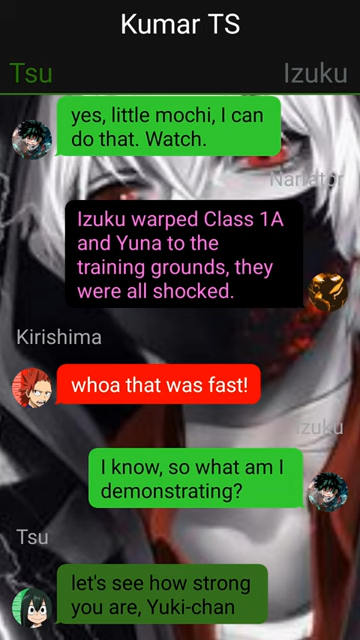 Kumar TS
Tsu
Izuku
yes, little mochi, I can
do that. Watch.
Narrator
Izuku warped Class 1A
and Yuna to the
training grounds, they
were all shocked.
Kirishima
whoa that was fast!
Izuku
I know, so what am I
demonstrating?
Tsu
let's see how strong
you are, Yuki-chan